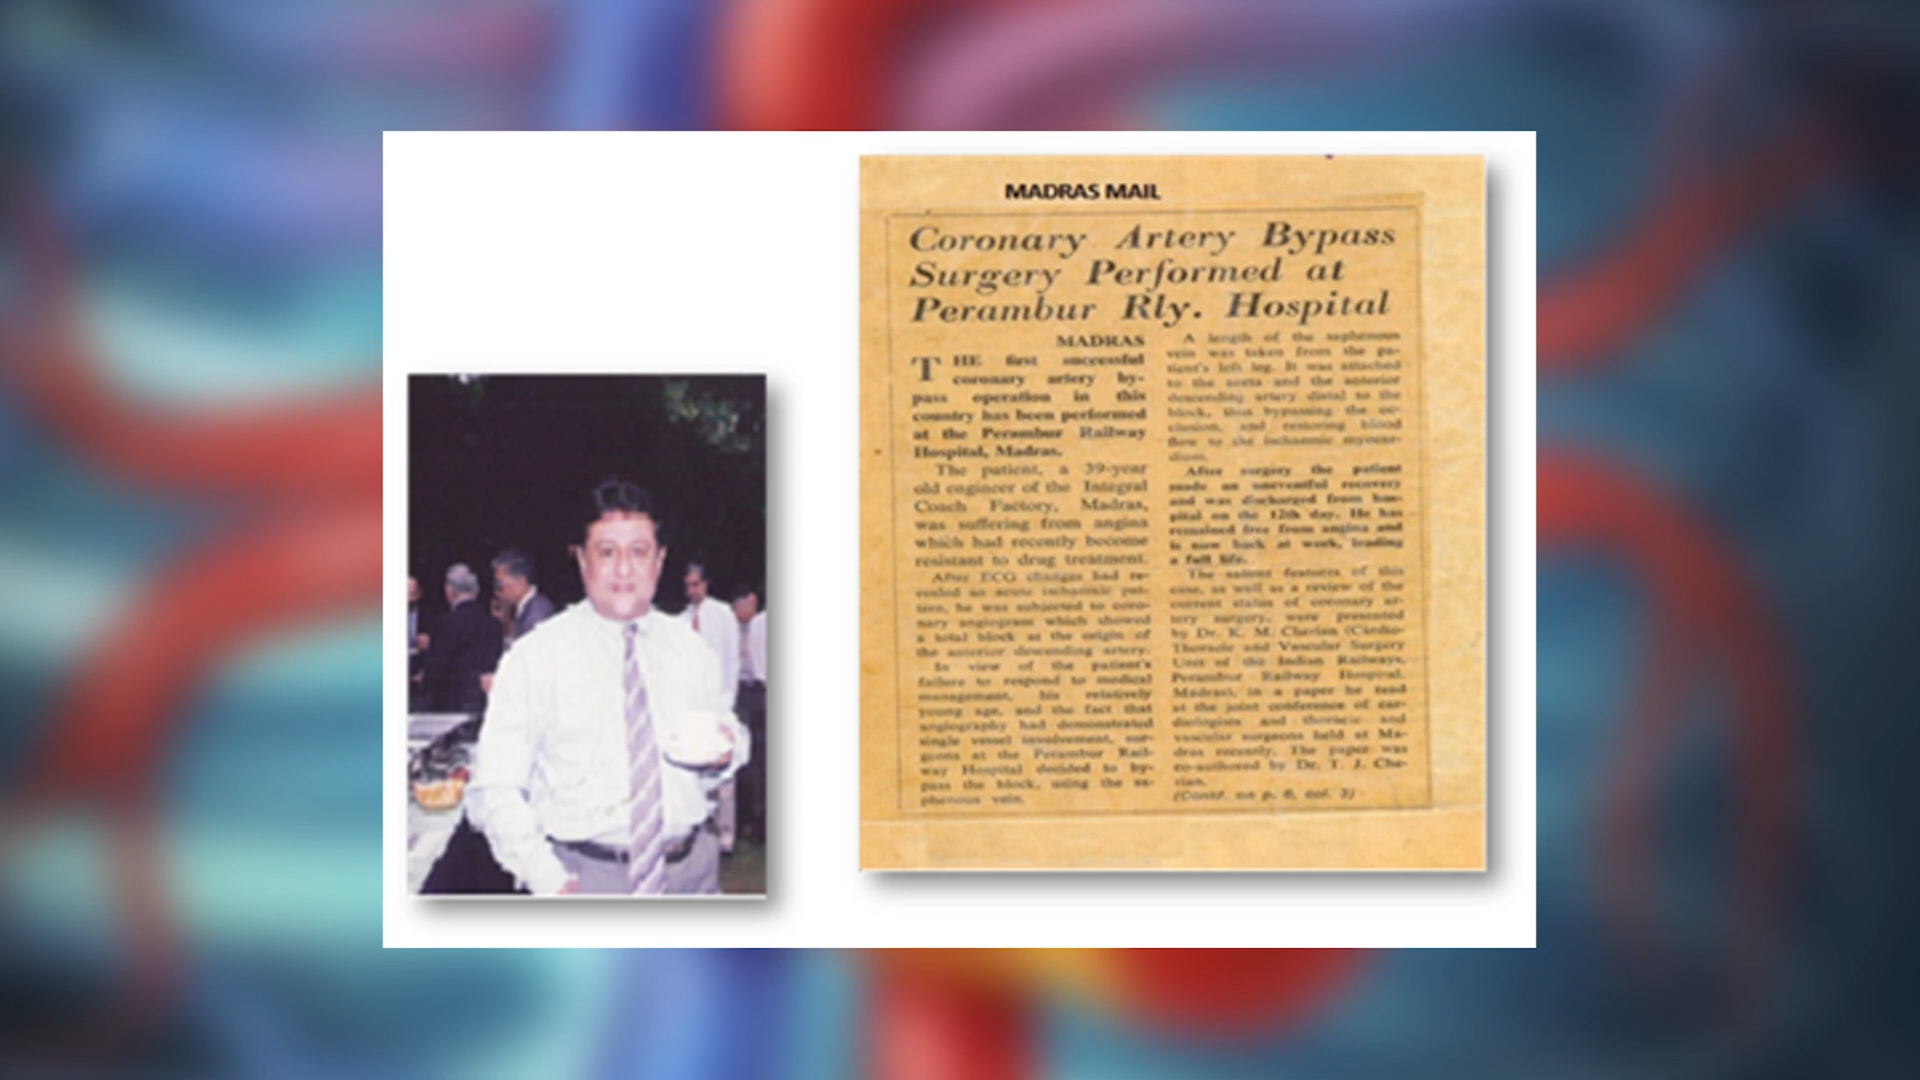 MADRAS MAIL
Coronary Artery Bypass
Surgery Performed at
Perambur Rly. Hospital
MADRAS
THE first successful
coronary artery by-
pass operation in this
country has been performed
at the Perambur Railway
Hospital, Madras.
The patient, a 39-year
old engineer of the Integral
Coach Factory, Madras,
was suffering from angina
which had recently become
resistant to drug treatment.
After ECG changes had re-
vealed an acute ischaemic pat-
tern, he was subjected to coro-
nary angiogram which showed
a total block at the origin of
the anterior descending artery.
In view of the patient's
failure to respond to medical
management, his relatively
young age, and the fact that
angiography had demonstrated
single vessel involvement, sur-
geons at the Perambur Rail-
way Hospital decided to by-
pass the block, using the sa-
phenous vein.
A length of the saphenous
vein was taken from the pa-
tient's left leg. It was attached
to the aorta and the anterior
descending artery distal to the
block, thus bypassing the oc-
clusion, and restoring blood
flow to the ischaemic myocar-
dium.
After surgery the patient
made an uneventful recovery
and was discharged from hos-
pital on the 12th day. He has
remained free from angina and
is now back at work, leading
a full life.
The salient features of this
case, as well as a review of the
current status of coronary ar-
tery surgery, were presented
by Dr. K. M. Cherian (Cardio-
Thoracic and Vascular Surgery
Unit of the Indian Railways,
Perambur Railway Hospital,
Madras), in a paper he read
at the joint conference of car-
diologists and thoracic and
vascular surgeons held at Ma-
dras recently. The paper was
co-authored by Dr. T. J. Che-
rian.
(Contd. on p. 6, col. 3)